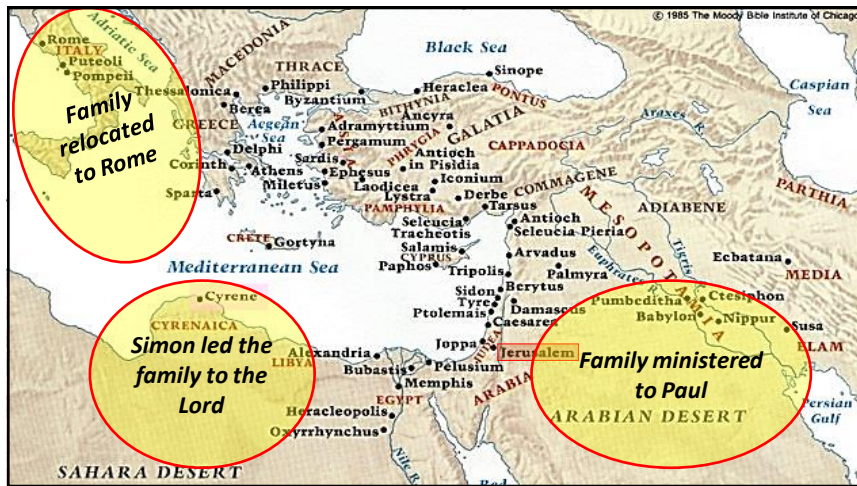 © 1985 The Moody Bible Institute of Chicago
Adriatic Sea
Rome
ITALY
Puteoli
Pompeii
Family
relocated
to Rome
MACEDONIA
THRACE
Black Sea
Sinope
Caspian
Sea
Thessalonica
Philippi
Byzantium
Heraclea
PONTUS
BITHYNIA
Berea
GREECE
Aegean
Sea
Adramyttium
Pergamum
ASIA
Ancyra
GALATIA
PHRYGIA
CAPPADOCIA
Araxes R.
Delphi
Corinth
Athens
Sparta
Sardis
Ephesus
Miletus
Laodicea
Antioch
in Pisidia
Iconium
Lystra
Derbe
PAMPHYLIA
Tarsus
COMMAGENE
Seleucia
Tracheotis
Antioch
Seleucia Pieria
MESOPOTAMIA
ADIABENE
PARTHIA
CRETE
Gortyna
Salamis
CYPRUS
Paphos
Arvadus
Tripolis
Palmyra
Euphrates R.
Tigris
Ecbatana
MEDIA
Mediterranean Sea
Berytus
Sidon
Tyre
Damascus
Ptolemais
Caesarea
Pumbeditha
Ctesiphon
Babylon
Nippur
Susa
ELAM
Cyrene
CYRENAICA
Simon led the
family to the
Lord
LIBYA
Alexandria
Joppa
JUDEA
Jerusalem
Bubastis
Pelusium
Memphis
EGYPT
ARABIA
Family ministered
to Paul
ARABIAN DESERT
Persian
Gulf
Heracleopolis
Oxyrrhynchus
Nile R.
SAHARA DESERT
Red